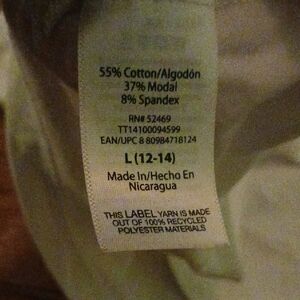 55% Cotton/Algodón
37% Modal
8% Spandex
RN# 52469
TT14100094599
EAN/UPC 8 80984718124
L (12-14)
Made In/Hecho En
Nicaragua
THIS LABEL YARN IS MADE
OUT OF 100% RECYCLED
POLYESTER MATERIALS